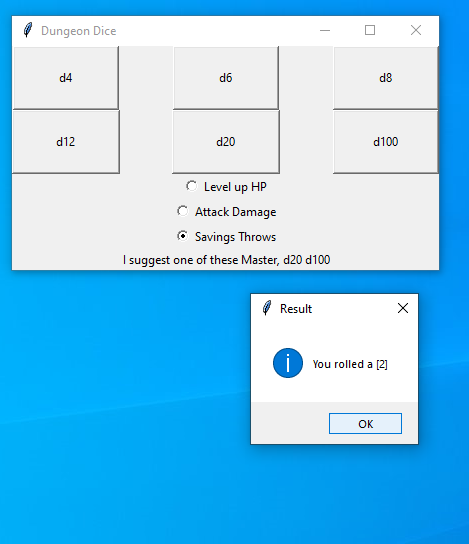 Dungeon Dice
d4 d6 d8
d12 d20 d100
Level up HP
Attack Damage
Savings Throws
I suggest one of these Master, d20 d100
Result
You rolled a [2]
OK